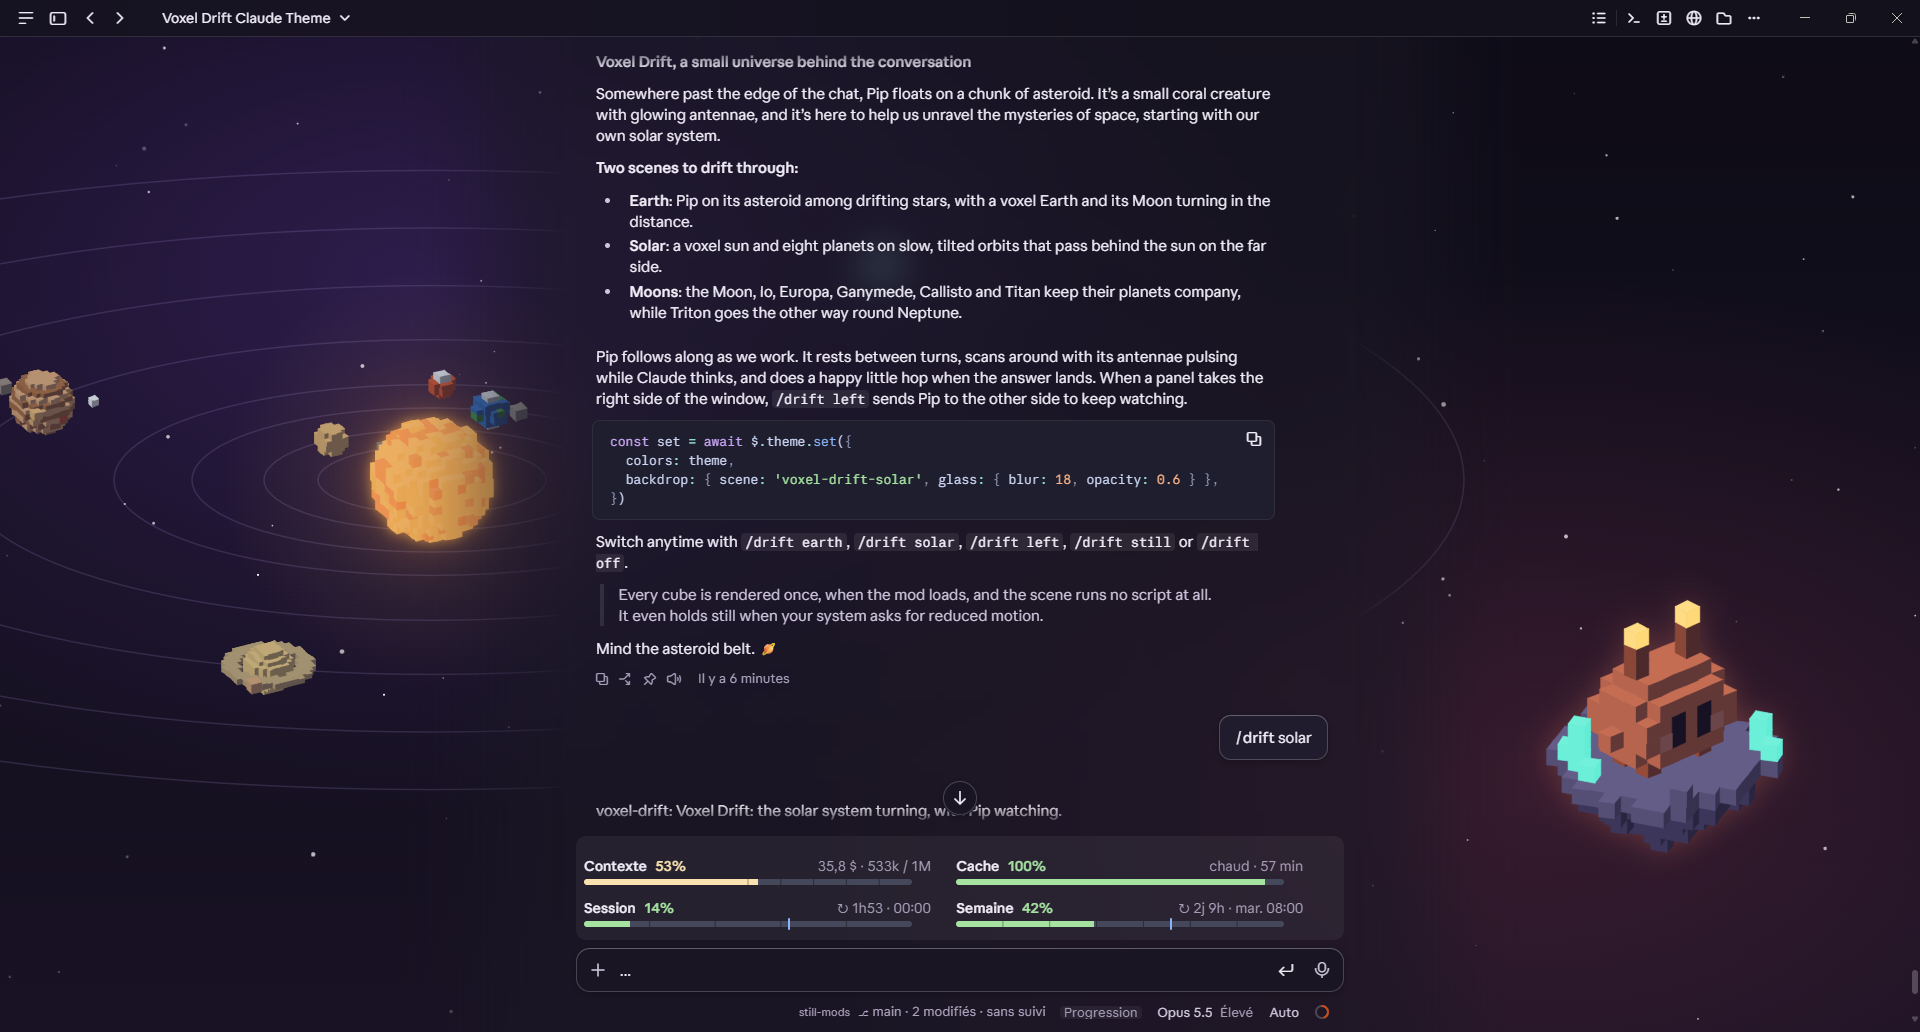 Voxel Drift Claude Theme
Voxel Drift, a small universe behind the conversation
Somewhere past the edge of the chat, Pip floats on a chunk of asteroid. It's a small coral creature
with glowing antennae, and it's here to help us unravel the mysteries of space, starting with our
own solar system.
Two scenes to drift through:
• Earth: Pip on its asteroid among drifting stars, with a voxel Earth and its Moon turning in the
distance.
• Solar: a voxel sun and eight planets on slow, tilted orbits that pass behind the sun on the far
side.
• Moons: the Moon, Io, Europa, Ganymede, Callisto and Titan keep their planets company,
while Triton goes the other way round Neptune.
Pip follows along as we work. It rests between turns, scans around with its antennae pulsing
while Claude thinks, and does a happy little hop when the answer lands. When a panel takes the
right side of the window, /drift left sends Pip to the other side to keep watching.
const set = await $.theme.set({
  colors: theme,
  backdrop: { scene: 'voxel-drift-solar', glass: { blur: 18, opacity: 0.6 } },
})
Switch anytime with /drift earth, /drift solar, /drift left, /drift still or /drift
off.
Every cube is rendered once, when the mod loads, and the scene runs no script at all.
It even holds still when your system asks for reduced motion.
Mind the asteroid belt. 🪐
Il y a 6 minutes
/drift solar
voxel-drift: Voxel Drift: the solar system turning, Pip watching.
Contexte 53% 35,8 $ · 533k / 1M
Cache 100% chaud · 57 min
Session 14% ↻ 1h53 · 00:00
Semaine 42% ↻ 2j 9h · mar. 08:00
...
still-mods main · 2 modifiés · sans suivi Progression Opus 5.5 Élevé Auto